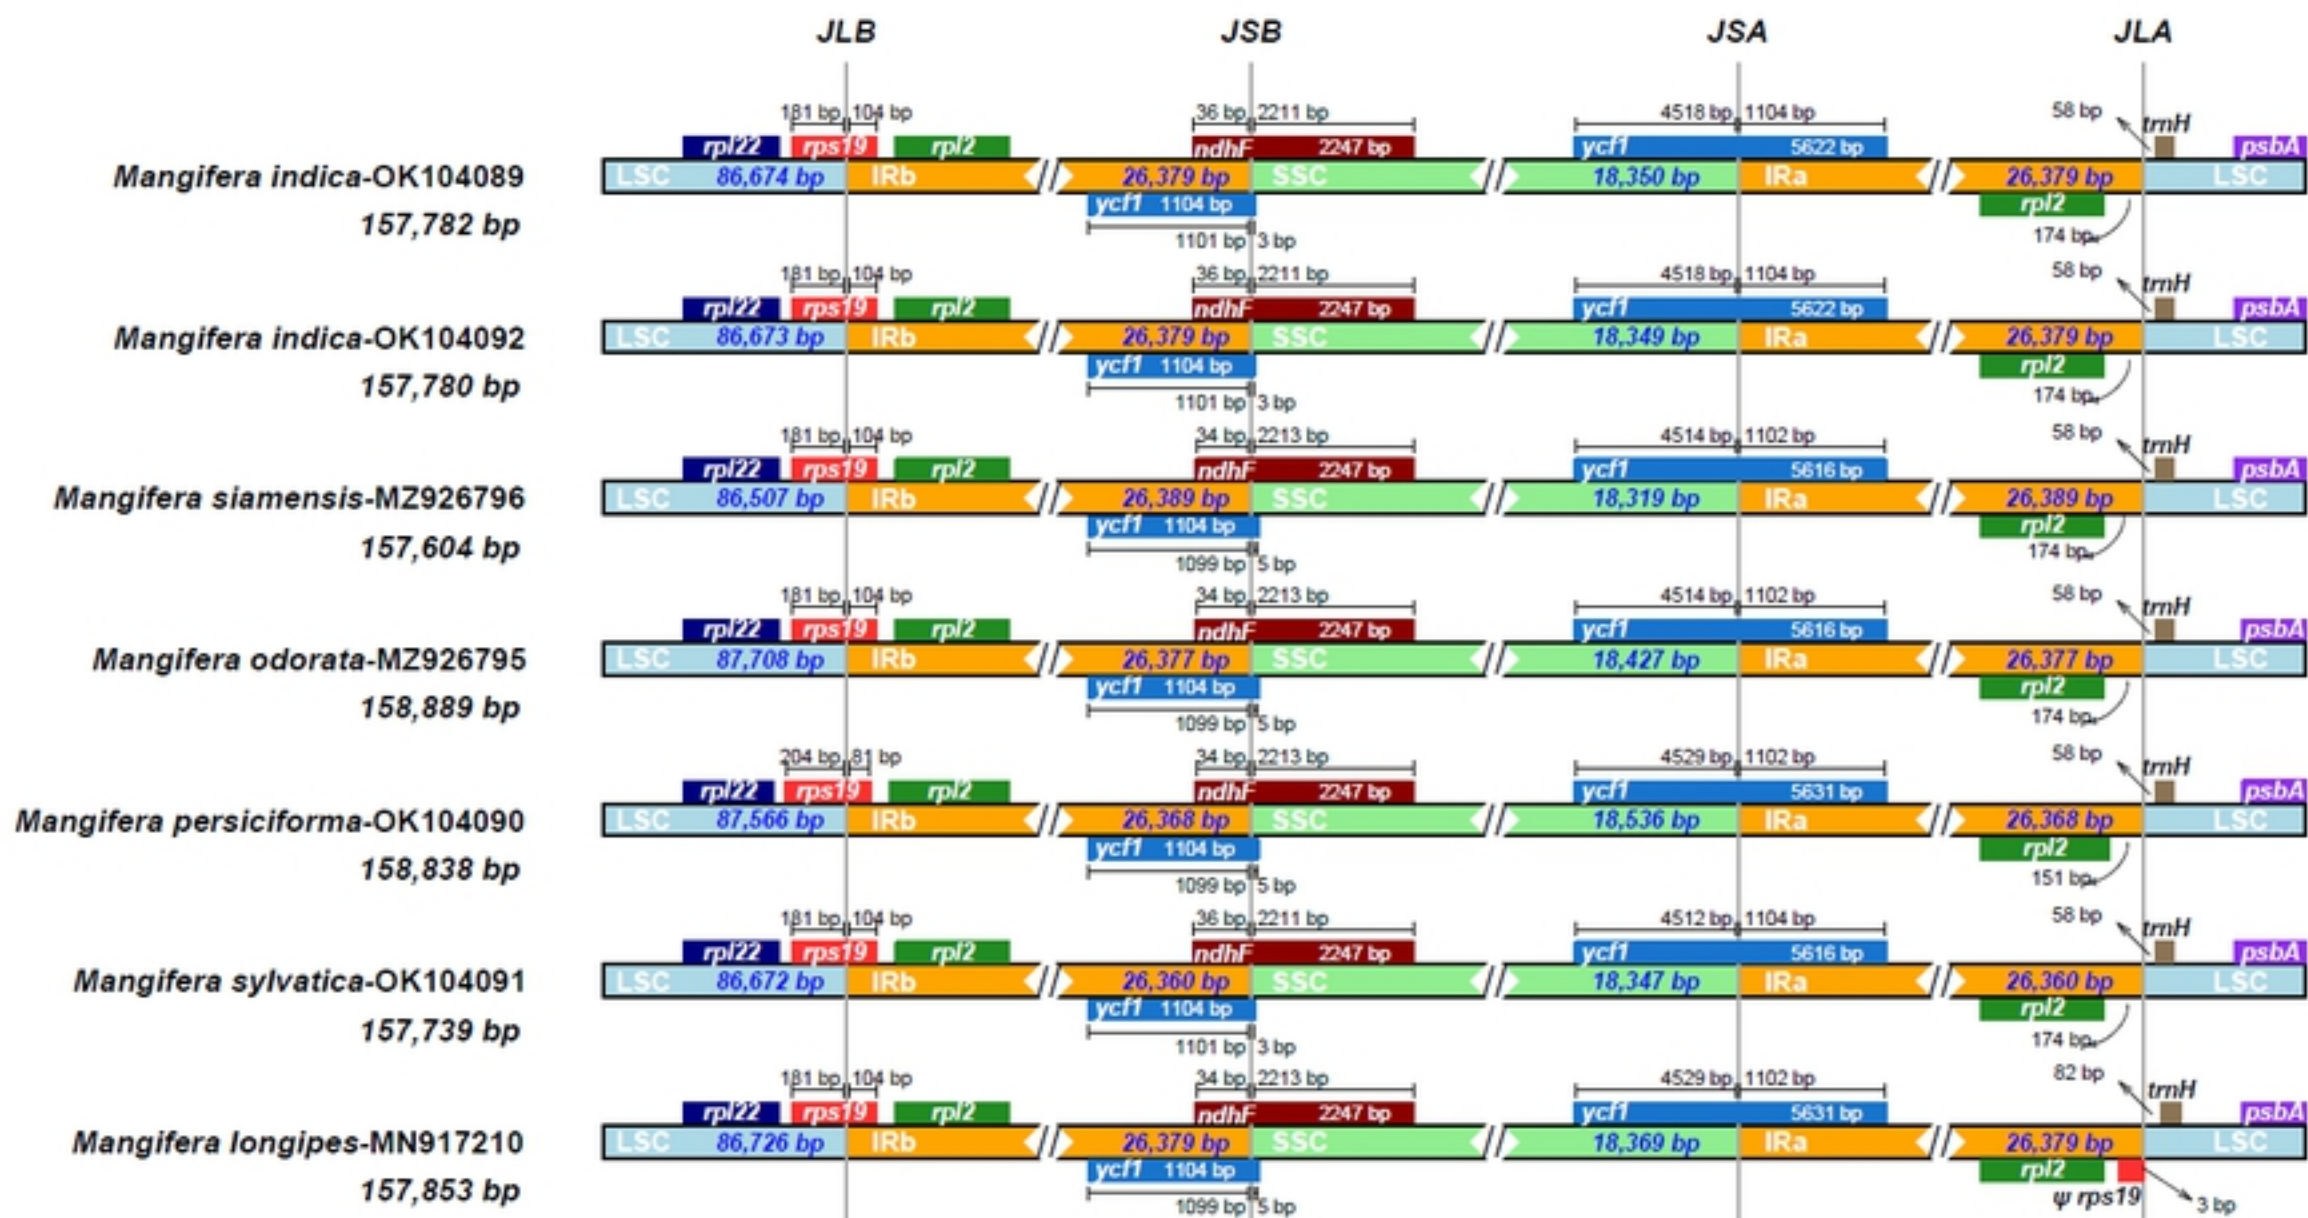 JLB JSB JSA JLA
181 bp 104 bp 36 bp 2211 bp 4518 bp 1104 bp 58 bp trnH
rpl22 rps19 rpl2 ndhF 2247 bp ycf1 5622 bp psbA
Mangifera indica-OK104089 LSC 86,674 bp IRb 26,379 bp SSC 18,350 bp IRa 26,379 bp LSC
ycf1 1104 bp rpl2
157,782 bp 1101 bp 3 bp 174 bp
181 bp 104 bp 36 bp 2211 bp 4518 bp 1104 bp 58 bp trnH
rpl22 rps19 rpl2 ndhF 2247 bp ycf1 5622 bp psbA
Mangifera indica-OK104092 LSC 86,673 bp IRb 26,379 bp SSC 18,349 bp IRa 26,379 bp LSC
ycf1 1104 bp rpl2
157,780 bp 1101 bp 3 bp 174 bp
181 bp 104 bp 34 bp 2213 bp 4514 bp 1102 bp 58 bp trnH
rpl22 rps19 rpl2 ndhF 2247 bp ycf1 5616 bp psbA
Mangifera siamensis-MZ926796 LSC 86,507 bp IRb 26,389 bp SSC 18,319 bp IRa 26,389 bp LSC
ycf1 1104 bp rpl2
157,604 bp 1099 bp 5 bp 174 bp
181 bp 104 bp 34 bp 2213 bp 4514 bp 1102 bp 58 bp trnH
rpl22 rps19 rpl2 ndhF 2247 bp ycf1 5616 bp psbA
Mangifera odorata-MZ926795 LSC 87,708 bp IRb 26,377 bp SSC 18,427 bp IRa 26,377 bp LSC
ycf1 1104 bp rpl2
158,889 bp 1099 bp 5 bp 174 bp
204 bp 81 bp 34 bp 2213 bp 4529 bp 1102 bp 58 bp trnH
rpl22 rps19 rpl2 ndhF 2247 bp ycf1 5631 bp psbA
Mangifera persiciforma-OK104090 LSC 87,566 bp IRb 26,368 bp SSC 18,536 bp IRa 26,368 bp LSC
ycf1 1104 bp rpl2
158,838 bp 1099 bp 5 bp 151 bp
181 bp 104 bp 36 bp 2211 bp 4512 bp 1104 bp 58 bp trnH
rpl22 rps19 rpl2 ndhF 2247 bp ycf1 5616 bp psbA
Mangifera sylvatica-OK104091 LSC 86,672 bp IRb 26,360 bp SSC 18,347 bp IRa 26,360 bp LSC
ycf1 1104 bp rpl2
157,739 bp 1101 bp 3 bp 174 bp
181 bp 104 bp 34 bp 2213 bp 4529 bp 1102 bp 82 bp trnH
rpl22 rps19 rpl2 ndhF 2247 bp ycf1 5631 bp psbA
Mangifera longipes-MN917210 LSC 86,726 bp IRb 26,379 bp SSC 18,369 bp IRa 26,379 bp LSC
ycf1 1104 bp rpl2
157,853 bp 1099 bp 5 bp ψ rps19 3 bp